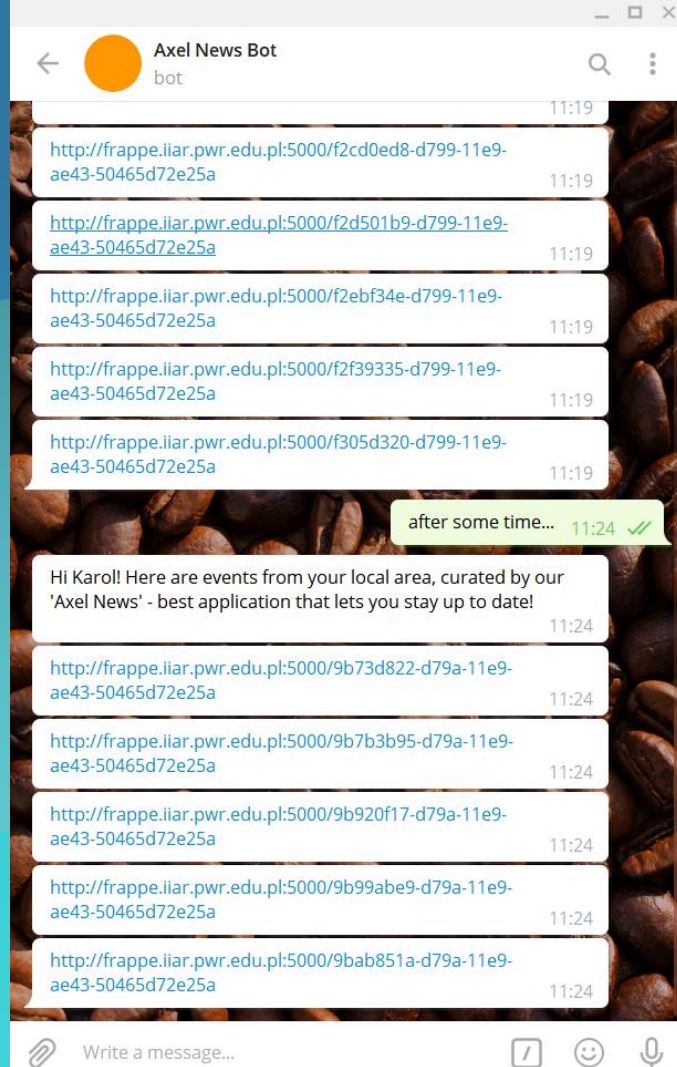 Axel News Bot
bot
11:19
http://frappe.iiar.pwr.edu.pl:5000/f2cd0ed8-d799-11e9-
ae43-50465d72e25a
11:19
http://frappe.iiar.pwr.edu.pl:5000/f2d501b9-d799-11e9-
ae43-50465d72e25a
11:19
http://frappe.iiar.pwr.edu.pl:5000/f2ebf34e-d799-11e9-
ae43-50465d72e25a
11:19
http://frappe.iiar.pwr.edu.pl:5000/f2f39335-d799-11e9-
ae43-50465d72e25a
11:19
http://frappe.iiar.pwr.edu.pl:5000/f305d320-d799-11e9-
ae43-50465d72e25a
11:19
after some time... 11:24
Hi Karol! Here are events from your local area, curated by our
'Axel News' - best application that lets you stay up to date!
11:24
http://frappe.iiar.pwr.edu.pl:5000/9b73d822-d79a-11e9-
ae43-50465d72e25a
11:24
http://frappe.iiar.pwr.edu.pl:5000/9b7b3b95-d79a-11e9-
ae43-50465d72e25a
11:24
http://frappe.iiar.pwr.edu.pl:5000/9b920f17-d79a-11e9-
ae43-50465d72e25a
11:24
http://frappe.iiar.pwr.edu.pl:5000/9b99abe9-d79a-11e9-
ae43-50465d72e25a
11:24
http://frappe.iiar.pwr.edu.pl:5000/9bab851a-d79a-11e9-
ae43-50465d72e25a
11:24
Write a message...